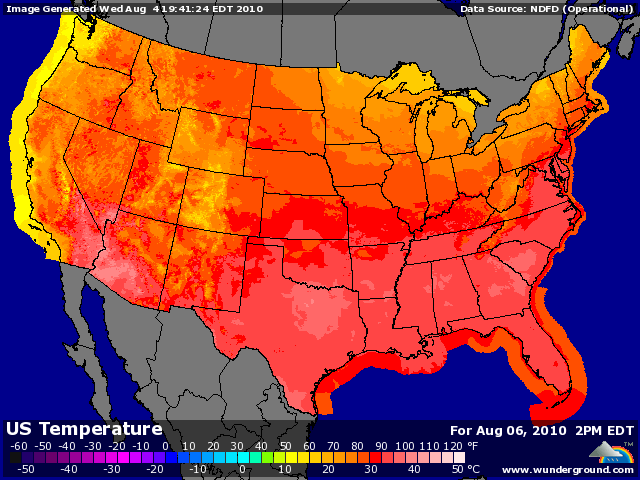 Image Generated Wed Aug 4 19:41:24 EDT 2010 Data Source: NDFD (Operational)
US Temperature For Aug 06, 2010 2PM EDT
-60 -50 -40 -30 -20 -10 0 10 20 30 40 50 60 70 80 90 100 110 120 °F
-50 -40 -30 -20 -10 0 10 20 30 40 50 °C
TM
www.wunderground.com